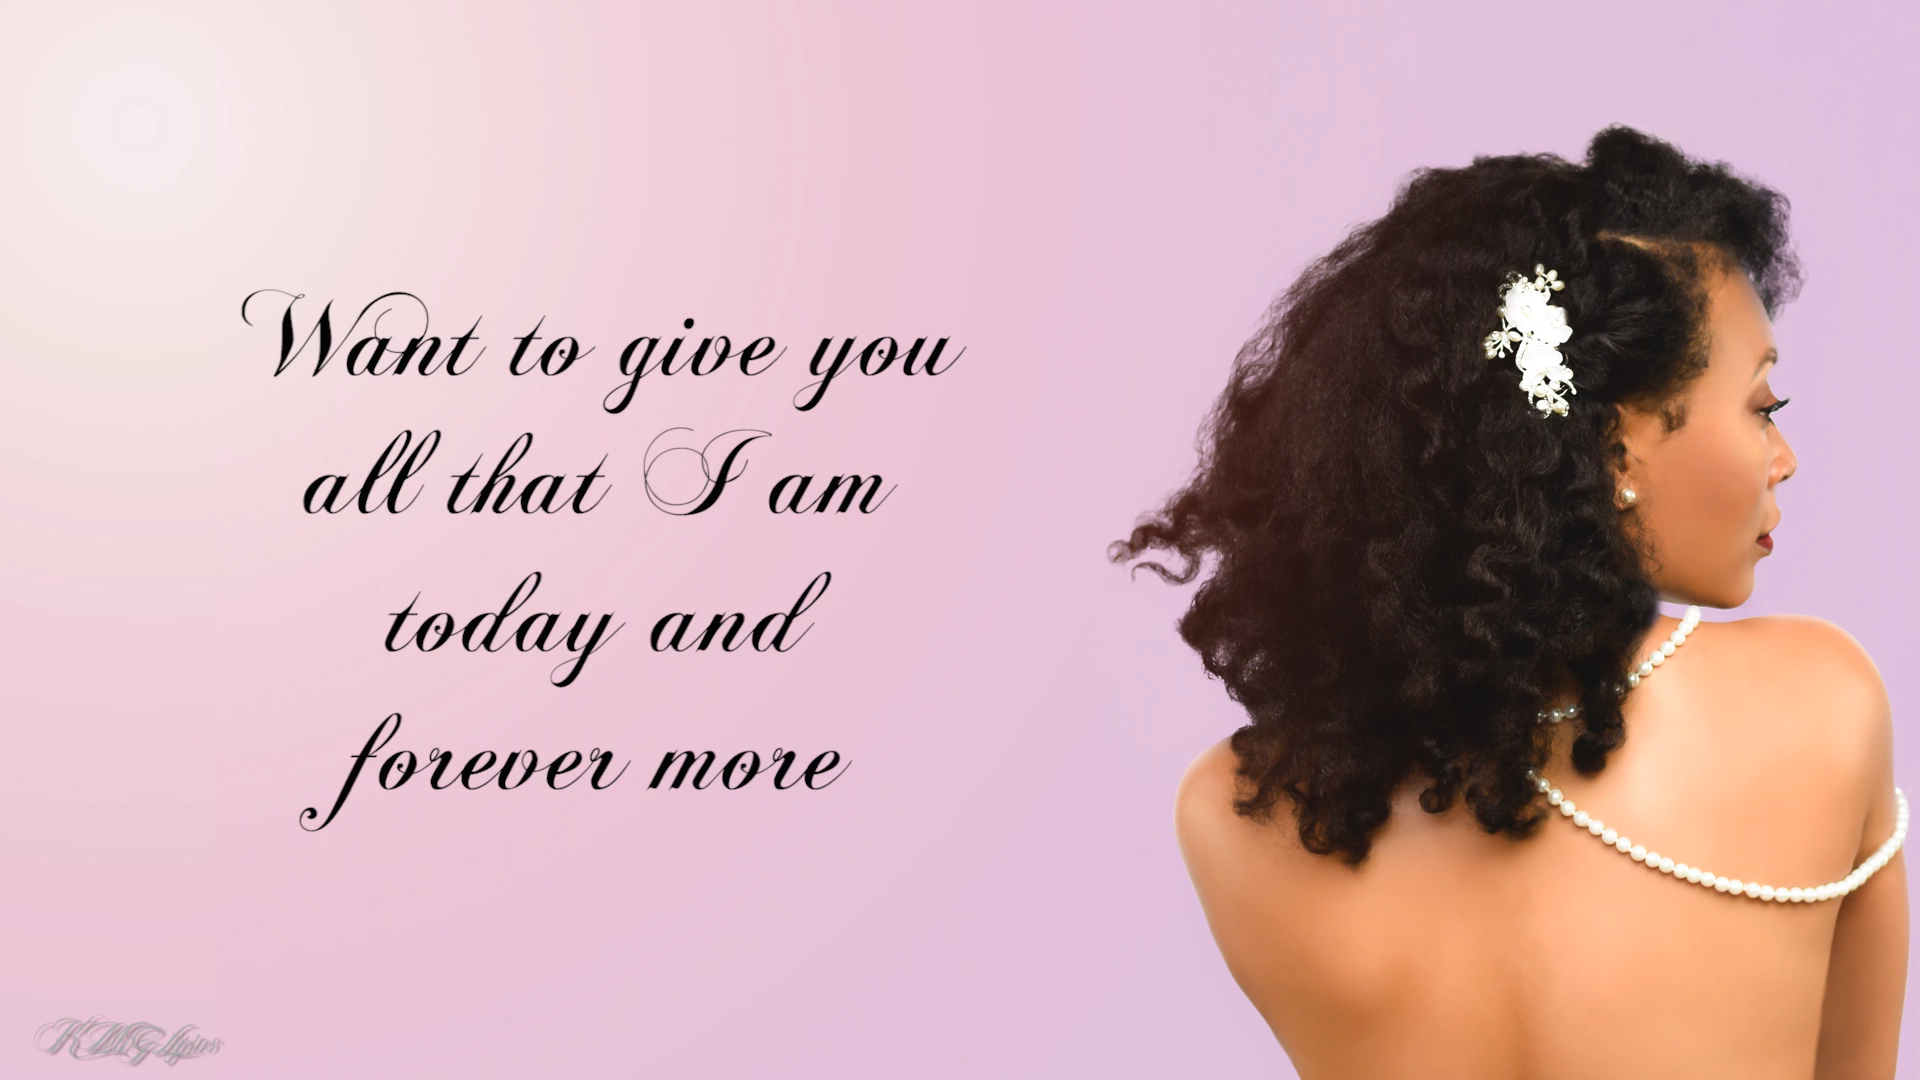 Want to give you
all that I am
today and
forever more